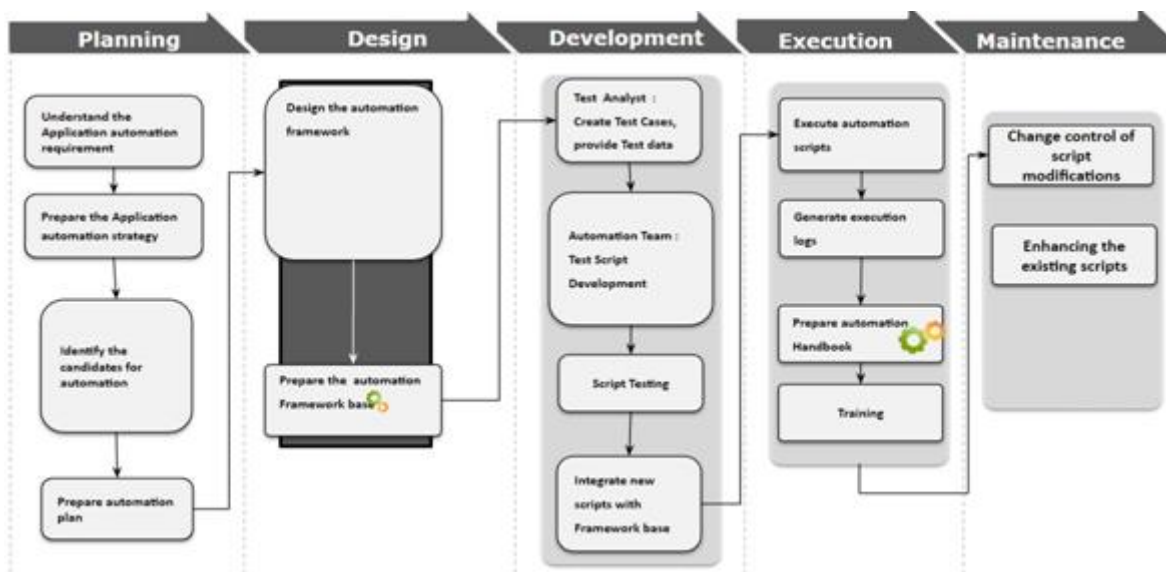 Planning
Design
Development
Execution
Maintenance
Understand the
Application automation
requirement
Prepare the Application
automation strategy
Identify the
candidates for
automation
Prepare automation
plan
Design the automation
framework
Prepare the automation
Framework base
Test Analyst :
Create Test Cases,
provide Test data
Automation Team :
Test Script
Development
Script Testing
Integrate new
scripts with
Framework base
Execute automation
scripts
Generate execution
logs
Prepare automation
Handbook
Training
Change control of
script
modifications
Enhancing the
existing scripts